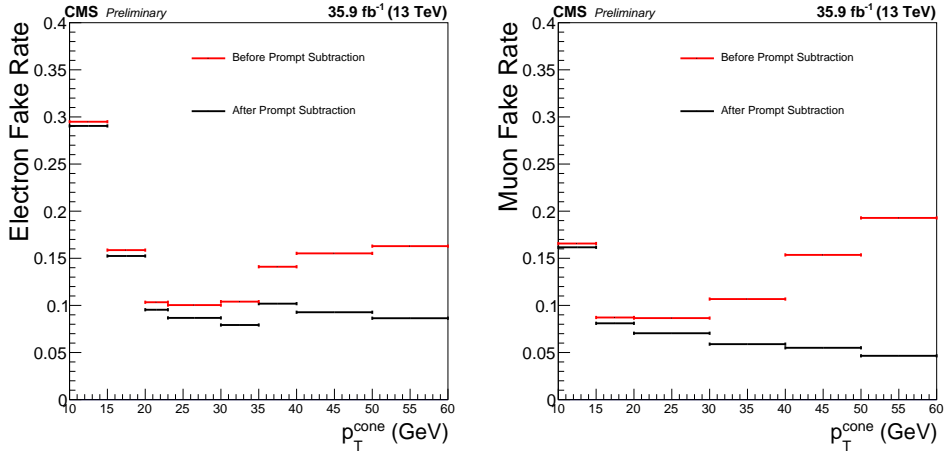 CMS Preliminary 35.9 fb⁻¹ (13 TeV)
Electron Fake Rate
0.4
0.35
0.3
0.25
0.2
0.15
0.1
0.05
0
Before Prompt Subtraction
After Prompt Subtraction
10 15 20 25 30 35 40 45 50 55 60
p_T^cone (GeV)
CMS Preliminary 35.9 fb⁻¹ (13 TeV)
Muon Fake Rate
0.4
0.35
0.3
0.25
0.2
0.15
0.1
0.05
0
Before Prompt Subtraction
After Prompt Subtraction
10 15 20 25 30 35 40 45 50 55 60
p_T^cone (GeV)